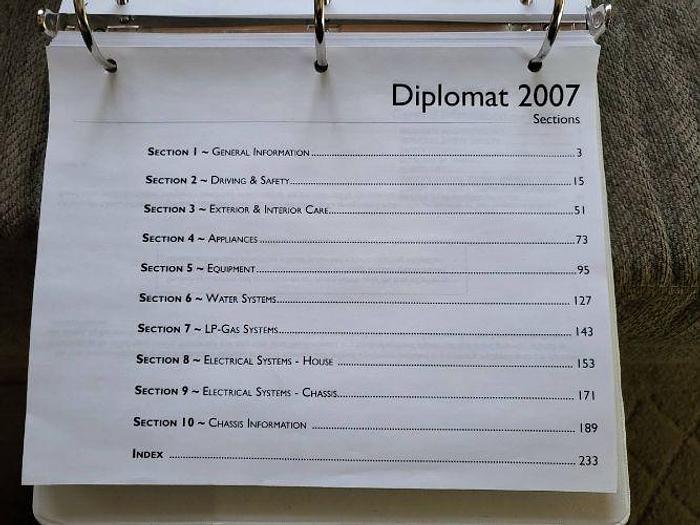 Diplomat 2007
Sections
Section 1 ~ General Information 3
Section 2 ~ Driving & Safety 15
Section 3 ~ Exterior & Interior Care 51
Section 4 ~ Appliances 73
Section 5 ~ Equipment 95
Section 6 ~ Water Systems 127
Section 7 ~ LP-Gas Systems 143
Section 8 ~ Electrical Systems - House 153
Section 9 ~ Electrical Systems - Chassis 171
Section 10 ~ Chassis Information 189
Index 233